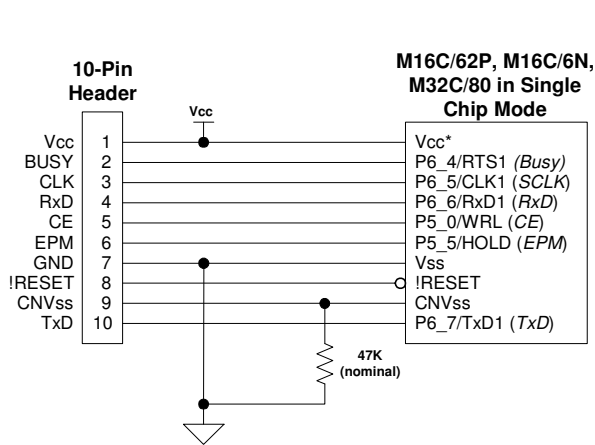 10-Pin
Header
M16C/62P, M16C/6N,
M32C/80 in Single
Chip Mode
Vcc
Vcc 1 Vcc*
BUSY 2 P6_4/RTS1 (Busy)
CLK 3 P6_5/CLK1 (SCLK)
RxD 4 P6_6/RxD1 (RxD)
CE 5 P5_0/WRL (CE)
EPM 6 P5_5/HOLD (EPM)
GND 7 Vss
!RESET 8 !RESET
CNVss 9 CNVss
TxD 10 P6_7/TxD1 (TxD)
47K
(nominal)